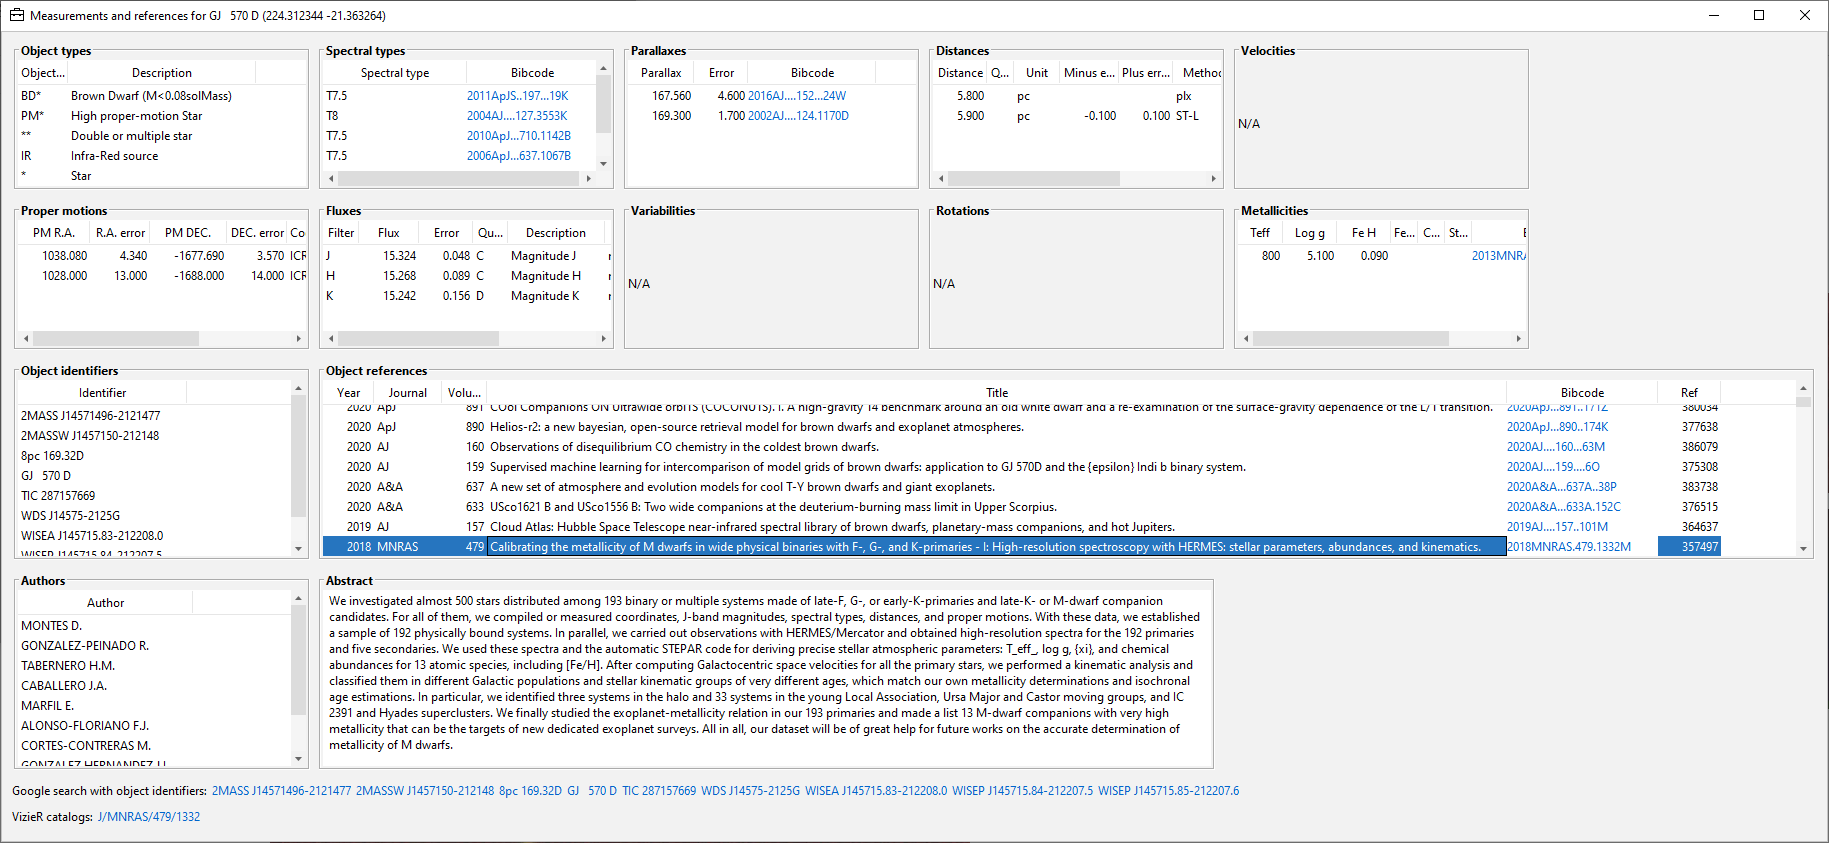 Measurements and references for GJ   570 D (224.312344 -21.363264)
Object types
Object... Description
BD* Brown Dwarf (M<0.08solMass)
PM* High proper-motion Star
** Double or multiple star
IR Infra-Red source
* Star
Spectral types
Spectral type Bibcode
T7.5 2011ApJS..197...19K
T8 2004AJ....127.3553K
T7.5 2010ApJ...710.1142B
T7.5 2006ApJ...637.1067B
Parallaxes
Parallax Error Bibcode
167.560 4.600 2016AJ....152...24W
169.300 1.700 2002AJ....124.1170D
Distances
Distance Q... Unit Minus e... Plus err... Method
5.800 pc plx
5.900 pc -0.100 0.100 ST-L
Velocities
N/A
Proper motions
PM R.A. R.A. error PM DEC. DEC. error Co
1038.080 4.340 -1677.690 3.570 ICR
1028.000 13.000 -1688.000 14.000 ICR
Fluxes
Filter Flux Error Qu... Description
J 15.324 0.048 C Magnitude J
H 15.268 0.089 C Magnitude H
K 15.242 0.156 D Magnitude K
Variabilities
N/A
Rotations
N/A
Metallicities
Teff Log g Fe H Fe... C... St...
800 5.100 0.090 2013MNRA
Object identifiers
Identifier
2MASS J14571496-2121477
2MASSW J1457150-212148
8pc 169.32D
GJ   570 D
TIC 287157669
WDS J14575-2125G
WISEA J145715.83-212208.0
WISEP J145715.84-212207.5
Object references
Year Journal Volu... Title Bibcode Ref
2020 ApJ 891 COol Companions ON Ultrawide orbiTS (COCONUTS). I. A high-gravity T4 benchmark around an old white dwarf and a re-examination of the surface-gravity dependence of the L/T transition. 2020ApJ...891..171Z 380034
2020 ApJ 890 Helios-r2: a new bayesian, open-source retrieval model for brown dwarfs and exoplanet atmospheres. 2020ApJ...890..174K 377638
2020 AJ 160 Observations of disequilibrium CO chemistry in the coldest brown dwarfs. 2020AJ....160...63M 386079
2020 AJ 159 Supervised machine learning for intercomparison of model grids of brown dwarfs: application to GJ 570D and the {epsilon} Indi b binary system. 2020AJ....159....6O 375308
2020 A&A 637 A new set of atmosphere and evolution models for cool T-Y brown dwarfs and giant exoplanets. 2020A&A...637A..38P 383738
2020 A&A 633 USco1621 B and USco1556 B: Two wide companions at the deuterium-burning mass limit in Upper Scorpius. 2020A&A...633A.152C 376515
2019 AJ 157 Cloud Atlas: Hubble Space Telescope near-infrared spectral library of brown dwarfs, planetary-mass companions, and hot Jupiters. 2019AJ....157..101M 364637
2018 MNRAS 479 Calibrating the metallicity of M dwarfs in wide physical binaries with F-, G-, and K-primaries - I: High-resolution spectroscopy with HERMES: stellar parameters, abundances, and kinematics. 2018MNRAS.479.1332M 357497
Authors
Author
MONTES D.
GONZALEZ-PEINADO R.
TABERNERO H.M.
CABALLERO J.A.
MARFIL E.
ALONSO-FLORIANO F.J.
CORTES-CONTRERAS M.
GONZALEZ HERNANDEZ J.I.
Abstract
We investigated almost 500 stars distributed among 193 binary or multiple systems made of late-F, G-, or early-K-primaries and late-K- or M-dwarf companion
candidates. For all of them, we compiled or measured coordinates, J-band magnitudes, spectral types, distances, and proper motions. With these data, we established
a sample of 192 physically bound systems. In parallel, we carried out observations with HERMES/Mercator and obtained high-resolution spectra for the 192 primaries
and five secondaries. We used these spectra and the automatic STEPAR code for deriving precise stellar atmospheric parameters: T_eff_, log g, {xi}, and chemical
abundances for 13 atomic species, including [Fe/H]. After computing Galactocentric space velocities for all the primary stars, we performed a kinematic analysis and
classified them in different Galactic populations and stellar kinematic groups of very different ages, which match our own metallicity determinations and isochronal
age estimations. In particular, we identified three systems in the halo and 33 systems in the young Local Association, Ursa Major and Castor moving groups, and IC
2391 and Hyades superclusters. We finally studied the exoplanet-metallicity relation in our 193 primaries and made a list 13 M-dwarf companions with very high
metallicity that can be the targets of new dedicated exoplanet surveys. All in all, our dataset will be of great help for future works on the accurate determination of
metallicity of M dwarfs.
Google search with object identifiers: 2MASS J14571496-2121477 2MASSW J1457150-212148 8pc 169.32D GJ   570 D TIC 287157669 WDS J14575-2125G WISEA J145715.83-212208.0 WISEP J145715.84-212207.5 WISEP J145715.85-212207.6
VizieR catalogs: J/MNRAS/479/1332